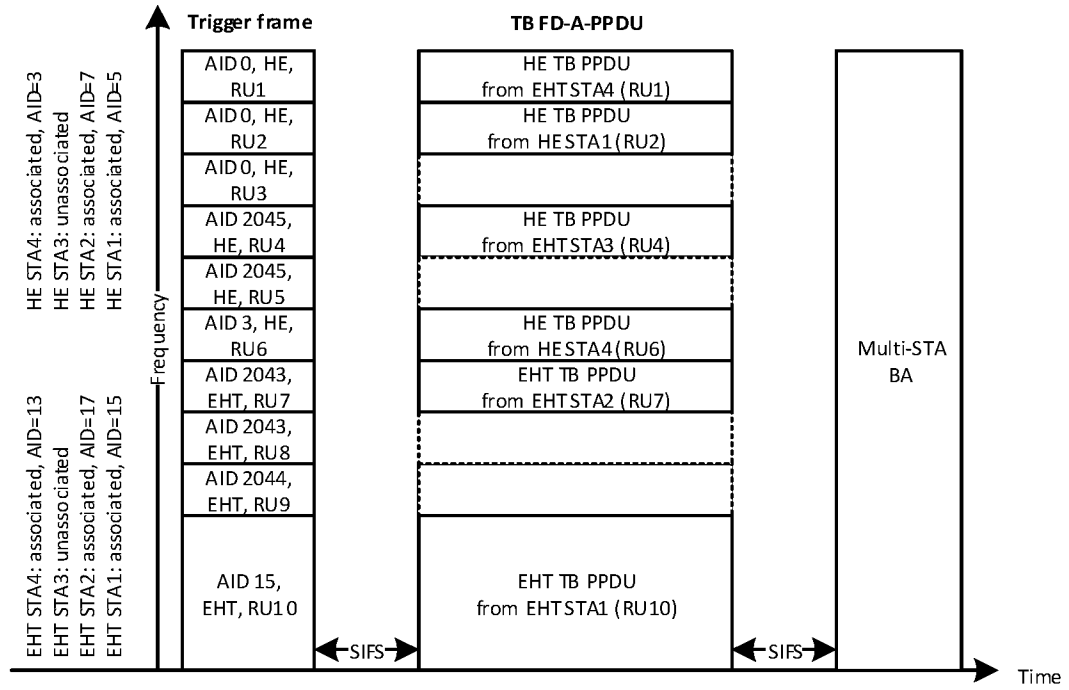 Trigger frame
TB FD-A-PPDU
HE STA4: associated, AID=3
HE STA3: unassociated
HE STA2: associated, AID=7
HE STA1: associated, AID=5
EHT STA4: associated, AID=13
EHT STA3: unassociated
EHT STA2: associated, AID=17
EHT STA1: associated, AID=15
Frequency
AID 0, HE,
RU1
AID 0, HE,
RU2
AID 0, HE,
RU3
AID 2045,
HE, RU4
AID 2045,
HE, RU5
AID 3, HE,
RU6
AID 2043,
EHT, RU7
AID 2043,
EHT, RU8
AID 2044,
EHT, RU9
AID 15,
EHT, RU10
SIFS
HE TB PPDU
from EHT STA4 (RU1)
HE TB PPDU
from HE STA1 (RU2)
HE TB PPDU
from EHT STA3 (RU4)
HE TB PPDU
from HE STA4 (RU6)
EHT TB PPDU
from EHT STA2 (RU7)
EHT TB PPDU
from EHT STA1 (RU10)
SIFS
Multi-STA
BA
Time